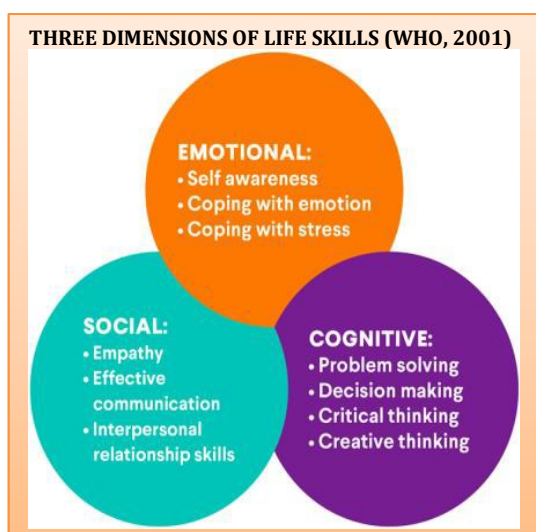 THREE DIMENSIONS OF LIFE SKILLS (WHO, 2001)
EMOTIONAL:
• Self awareness
• Coping with emotion
• Coping with stress
SOCIAL:
• Empathy
• Effective
communication
• Interpersonal
relationship skills
COGNITIVE:
• Problem solving
• Decision making
• Critical thinking
• Creative thinking